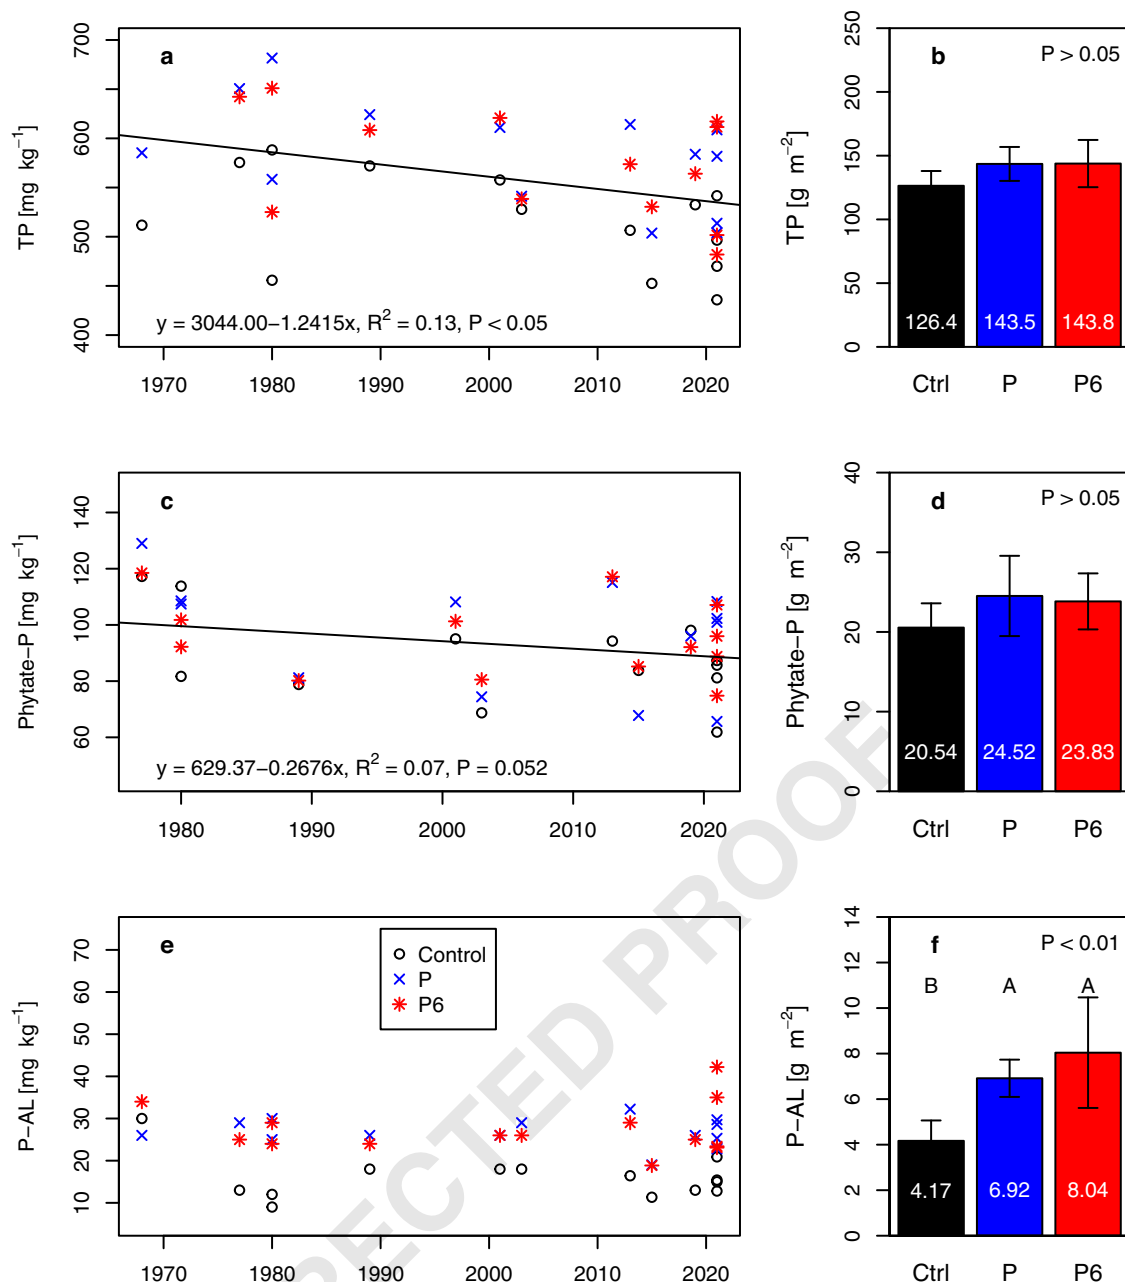 a
TP [mg kg−1]
700
600
500
400
y = 3044.00−1.2415x, R2 = 0.13, P < 0.05
1970 1980 1990 2000 2010 2020
b
P > 0.05
TP [g m−2]
250
200
150
100
50
0
126.4 143.5 143.8
Ctrl P P6
c
Phytate−P [mg kg−1]
140
120
100
80
60
y = 629.37−0.2676x, R2 = 0.07, P = 0.052
1980 1990 2000 2010 2020
d
P > 0.05
Phytate−P [g m−2]
40
30
20
10
0
20.54 24.52 23.83
Ctrl P P6
e
P−AL [mg kg−1]
70
60
50
40
30
20
10
Control
P
P6
1970 1980 1990 2000 2010 2020
f
P < 0.01
B A A
P−AL [g m−2]
14
12
10
8
6
4
2
0
4.17 6.92 8.04
Ctrl P P6
RECTED PROOF